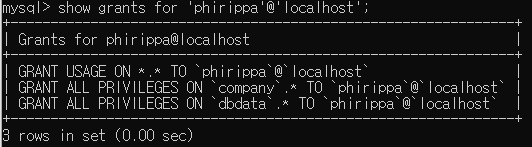 mysql> show grants for 'phirippa'@'localhost';
+---------------------------------------------------------------+
| Grants for phirippa@localhost |
+---------------------------------------------------------------+
| GRANT USAGE ON *.* TO `phirippa`@`localhost` |
| GRANT ALL PRIVILEGES ON `company`.* TO `phirippa`@`localhost` |
| GRANT ALL PRIVILEGES ON `dbdata`.* TO `phirippa`@`localhost` |
+---------------------------------------------------------------+
3 rows in set (0.00 sec)